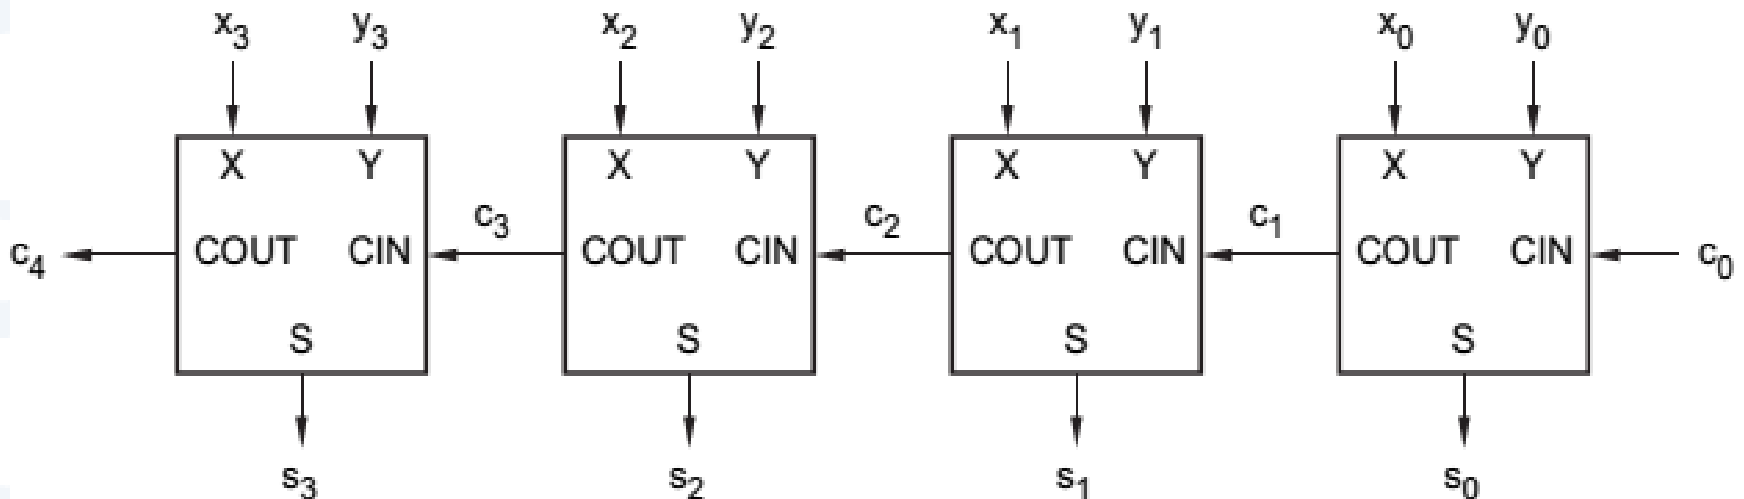 x3 y3 x2 y2 x1 y1 x0 y0
X Y X Y X Y X Y
c3 c2 c1
c4 COUT CIN COUT CIN COUT CIN COUT CIN c0
S S S S
s3 s2 s1 s0